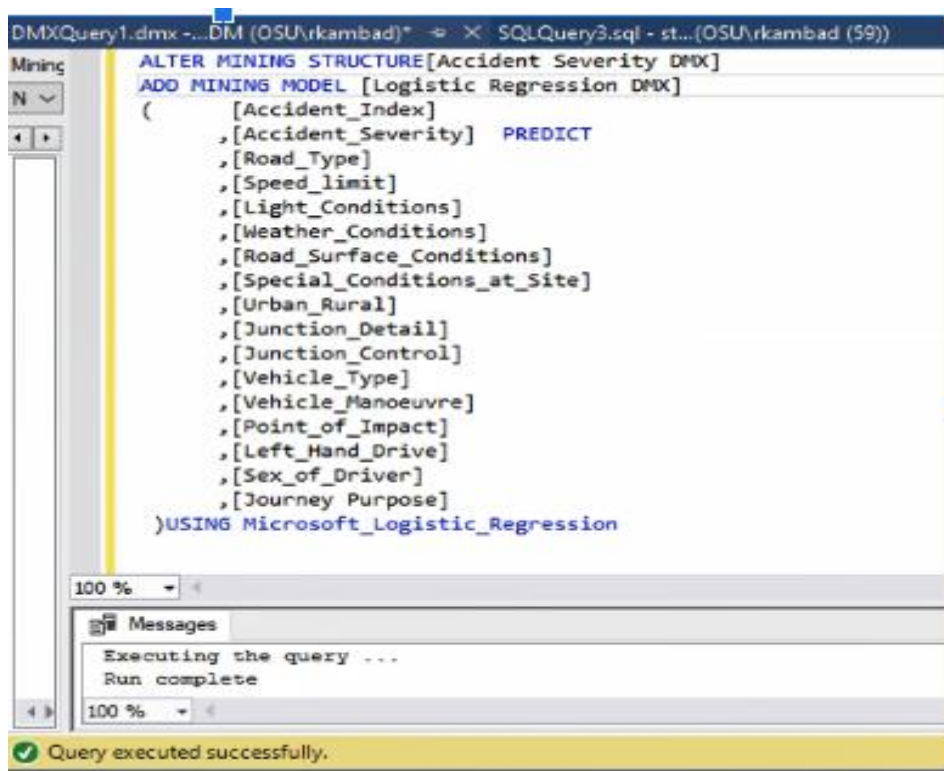 DMXQuery1.dmx -...DM (OSU\rkambad)* SQLQuery3.sql - st...(OSU\rkambad (59))
Mining
N
ALTER MINING STRUCTURE[Accident Severity DMX]
ADD MINING MODEL [Logistic Regression DMX]
( [Accident_Index]
,[Accident_Severity] PREDICT
,[Road_Type]
,[Speed_limit]
,[Light_Conditions]
,[Weather_Conditions]
,[Road_Surface_Conditions]
,[Special_Conditions_at_Site]
,[Urban_Rural]
,[Junction_Detail]
,[Junction_Control]
,[Vehicle_Type]
,[Vehicle_Manoeuvre]
,[Point_of_Impact]
,[Left_Hand_Drive]
,[Sex_of_Driver]
,[Journey Purpose]
)USING Microsoft_Logistic_Regression
100 %
Messages
Executing the query ...
Run complete
100 %
Query executed successfully.